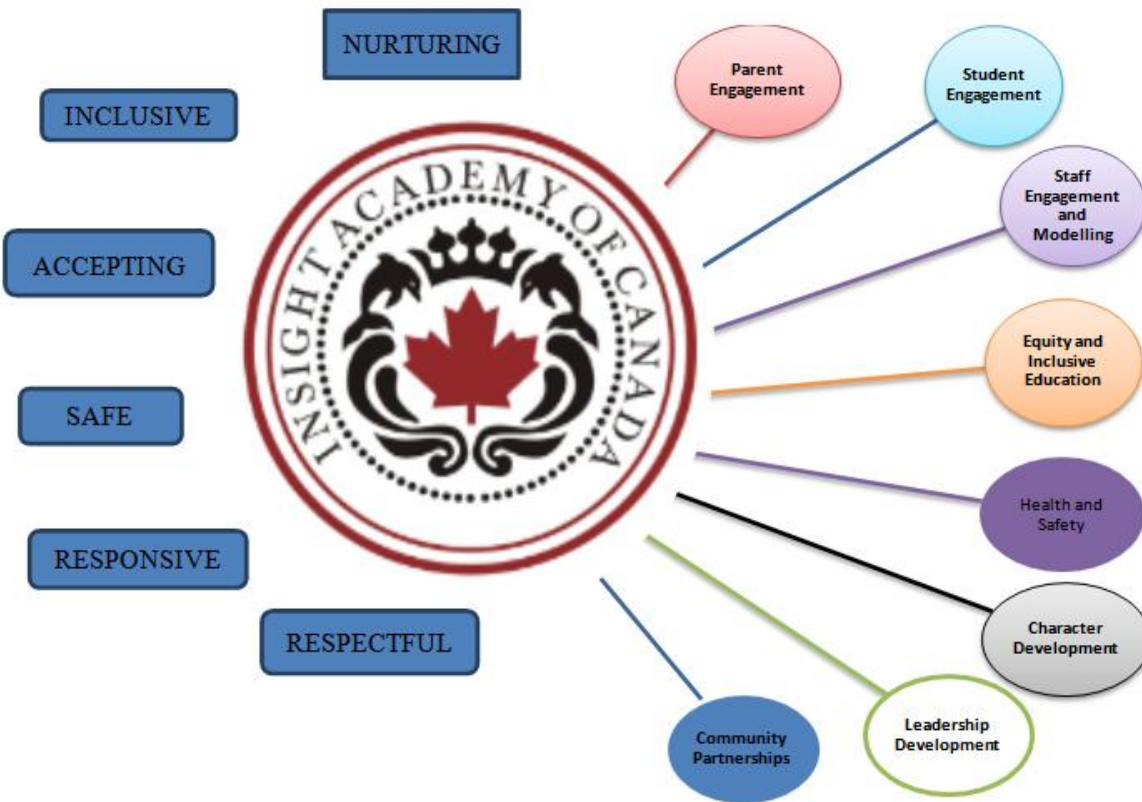 NURTURING
INCLUSIVE
ACCEPTING
SAFE
RESPONSIVE
RESPECTFUL
INSIGHT ACADEMY OF CANADA
Parent
Engagement
Student
Engagement
Staff
Engagement
and
Modelling
Equity and
Inclusive
Education
Health and
Safety
Character
Development
Leadership
Development
Community
Partnerships